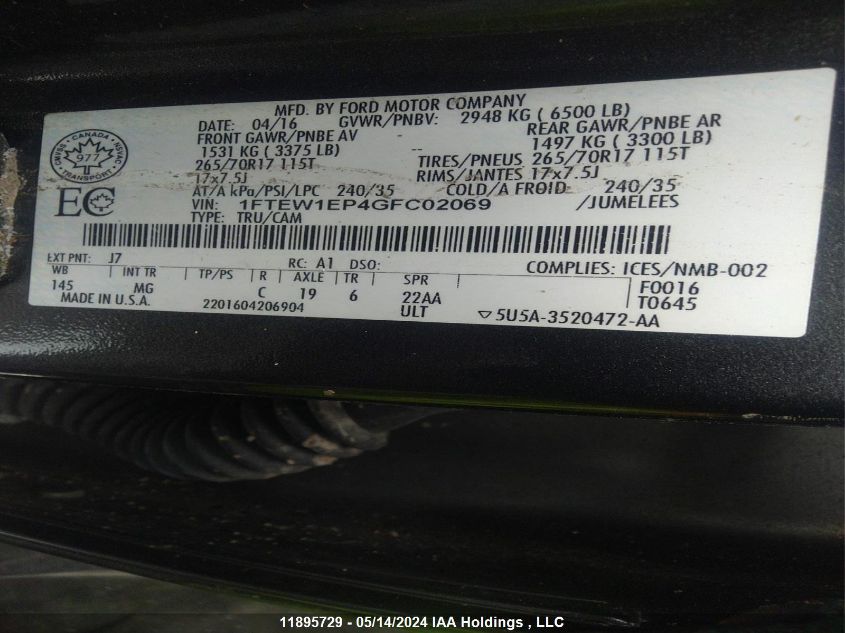 MFD. BY FORD MOTOR COMPANY
DATE: 04/16 GVWR/PNBV: 2948 KG ( 6500 LB)
FRONT GAWR/PNBE AV REAR GAWR/PNBE AR
1531 KG ( 3375 LB) 1497 KG ( 3300 LB)
265/70R17 115T TIRES/PNEUS 265/70R17 115T
17x7.5J RIMS/JANTES 17x7.5J
AT/A kPa/PSI/LPC 240/35 COLD/A FROID 240/35
VIN: 1FTEW1EP4GFC02069 /JUMELEES
TYPE: TRU/CAM
CANADA
977
TRANSPORT
EC
EXT PNT: J7 RC: A1 DSO: COMPLIES: ICES/NMB-002
WB INT TR TP/PS R AXLE TR SPR F0016
145 MG C 19 6 22AA T0645
MADE IN U.S.A. 2201604206904 ULT ▽5U5A-3520472-AA
11895729 - 05/14/2024 IAA Holdings , LLC